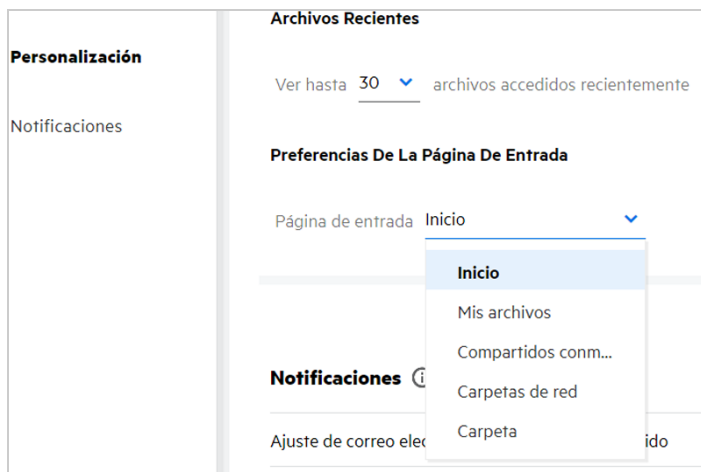 Archivos Recientes
Personalización
Ver hasta 30 archivos accedidos recientemente
Notificaciones
Preferencias De La Página De Entrada
Página de entrada Inicio
Inicio
Mis archivos
Compartidos conm...
Carpetas de red
Carpeta
Notificaciones
Ajuste de correo elec ido